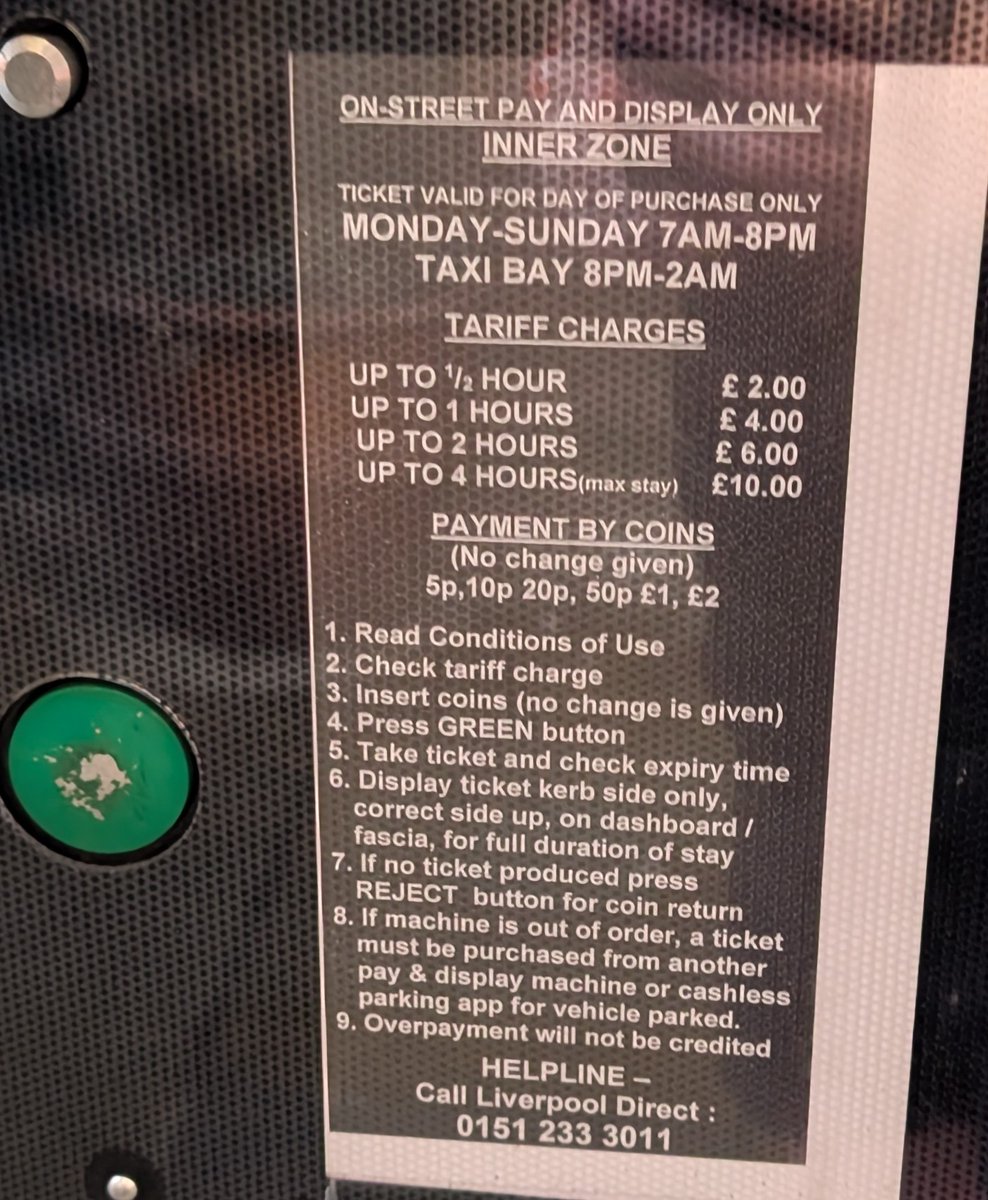 ON-STREET PAY AND DISPLAY ONLY
INNER ZONE
TICKET VALID FOR DAY OF PURCHASE ONLY
MONDAY-SUNDAY 7AM-8PM
TAXI BAY 8PM-2AM
TARIFF CHARGES
UP TO ½ HOUR £ 2.00
UP TO 1 HOURS £ 4.00
UP TO 2 HOURS £ 6.00
UP TO 4 HOURS(max stay) £10.00
PAYMENT BY COINS
(No change given)
5p,10p 20p, 50p £1, £2
1. Read Conditions of Use
2. Check tariff charge
3. Insert coins (no change is given)
4. Press GREEN button
5. Take ticket and check expiry time
6. Display ticket kerb side only,
correct side up, on dashboard /
fascia, for full duration of stay
7. If no ticket produced press
REJECT button for coin return
8. If machine is out of order, a ticket
must be purchased from another
pay & display machine or cashless
parking app for vehicle parked.
9. Overpayment will not be credited
HELPLINE –
Call Liverpool Direct :
0151 233 3011